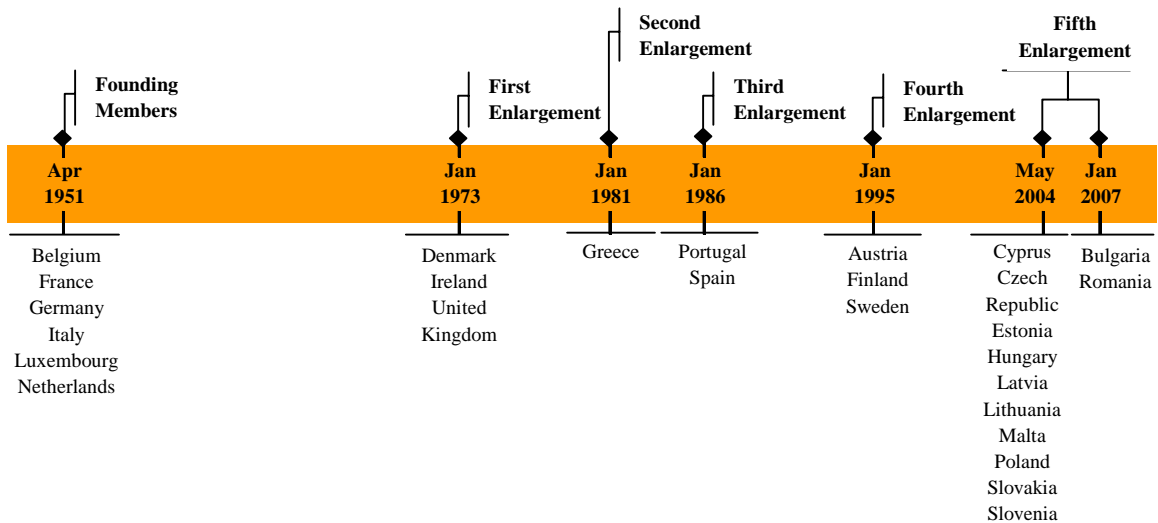 Founding
Members
First
Enlargement
Second
Enlargement
Third
Enlargement
Fourth
Enlargement
Fifth
Enlargement
Apr
1951
Jan
1973
Jan
1981
Jan
1986
Jan
1995
May
2004
Jan
2007
Belgium
France
Germany
Italy
Luxembourg
Netherlands
Denmark
Ireland
United
Kingdom
Greece
Portugal
Spain
Austria
Finland
Sweden
Cyprus
Czech
Republic
Estonia
Hungary
Latvia
Lithuania
Malta
Poland
Slovakia
Slovenia
Bulgaria
Romania